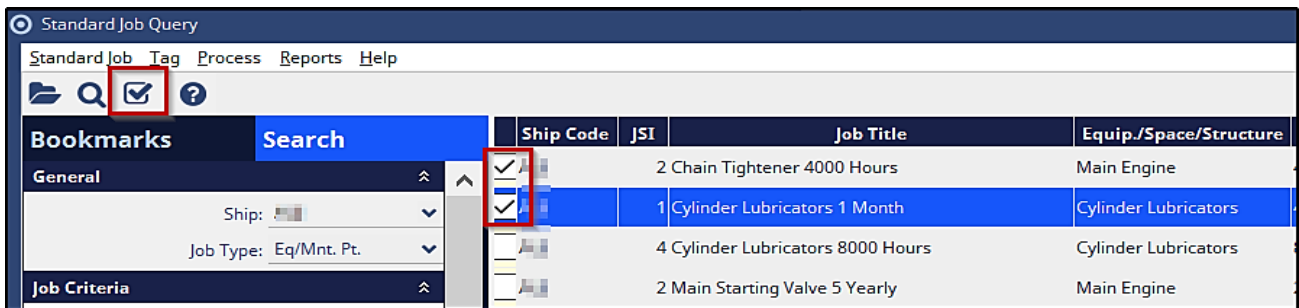 Standard Job Query
Standard Job Tag Process Reports Help
Bookmarks Search
General
Ship:
Job Type: Eq/Mnt. Pt.
Job Criteria
Ship Code JSI Job Title Equip./Space/Structure
2 Chain Tightener 4000 Hours Main Engine
1 Cylinder Lubricators 1 Month Cylinder Lubricators
4 Cylinder Lubricators 8000 Hours Cylinder Lubricators
2 Main Starting Valve 5 Yearly Main Engine